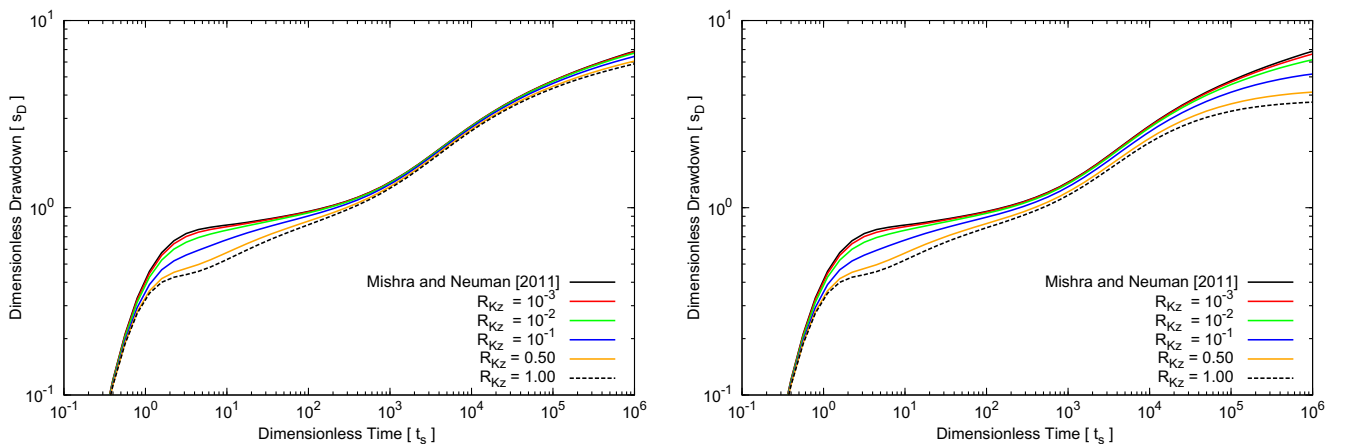 10^1
10^0
10^-1
Dimensionless Drawdown [ s_D ]
Mishra and Neuman [2011]
R_Kz = 10^-3
R_Kz = 10^-2
R_Kz = 10^-1
R_Kz = 0.50
R_Kz = 1.00
10^-1 10^0 10^1 10^2 10^3 10^4 10^5 10^6
Dimensionless Time [ t_s ]
10^1
10^0
10^-1
Dimensionless Drawdown [ s_D ]
Mishra and Neuman [2011]
R_Kz = 10^-3
R_Kz = 10^-2
R_Kz = 10^-1
R_Kz = 0.50
R_Kz = 1.00
10^-1 10^0 10^1 10^2 10^3 10^4 10^5 10^6
Dimensionless Time [ t_s ]